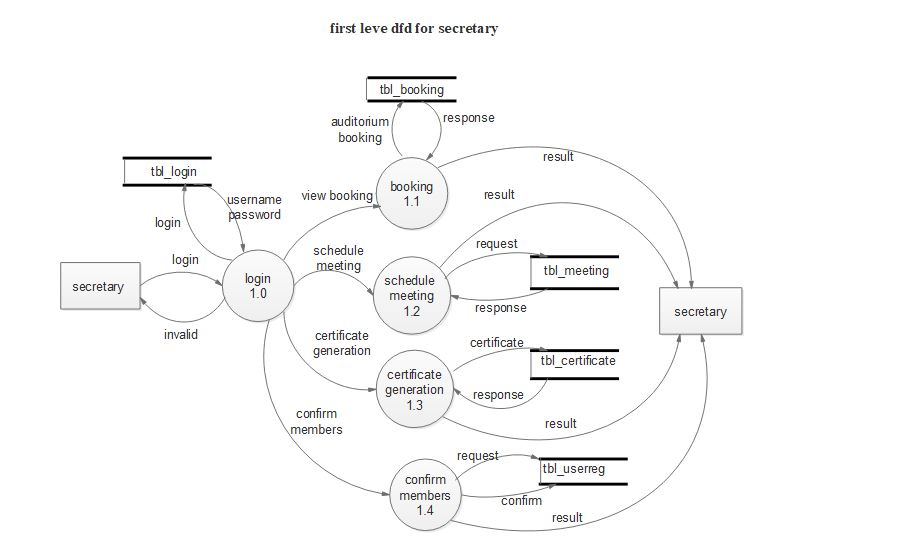 first leve dfd for secretary
tbl_booking
auditorium
booking
response
tbl_login
username
password
login
view booking
booking
1.1
result
result
login
secretary
invalid
login
1.0
schedule
meeting
schedule
meeting
1.2
request
tbl_meeting
response
secretary
certificate
generation
certificate
generation
1.3
certificate
tbl_certificate
response
result
confirm
members
confirm
members
1.4
request
tbl_userreg
confirm
result